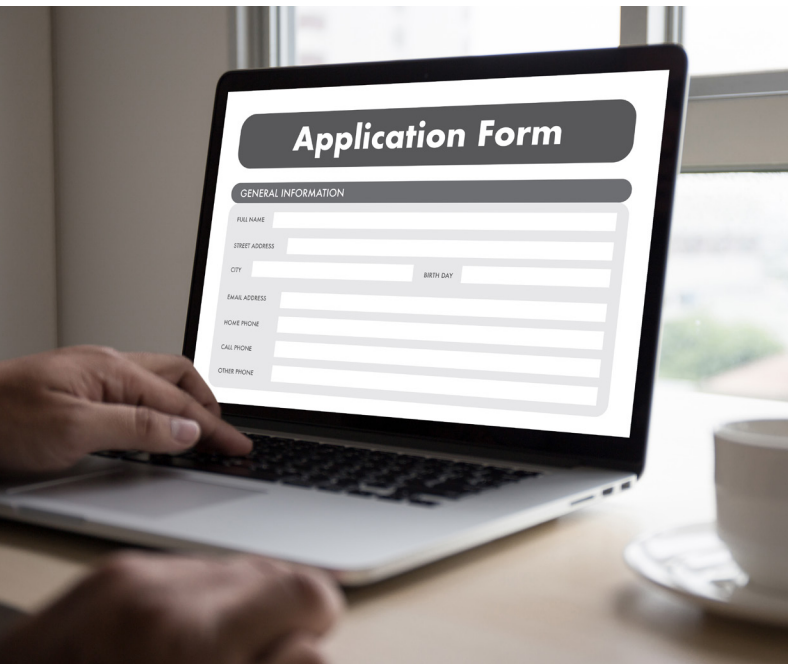 Application Form
GENERAL INFORMATION
FULL NAME
STREET ADDRESS
CITY BIRTH DAY
EMAIL ADDRESS
HOME PHONE
CALL PHONE
OTHER PHONE